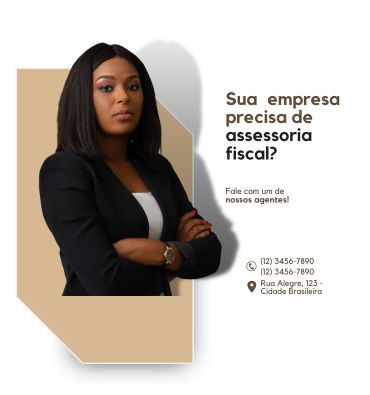 Sua empresa
precisa de
assessoria
fiscal?
Fale com um de
nossos agentes!
(12) 3456-7890
(12) 3456-7890
Rua Alegre, 123 -
Cidade Brasileira